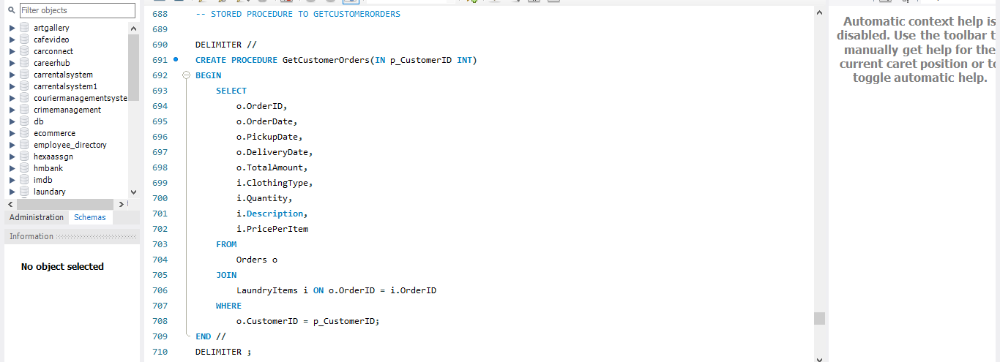 Filter objects
artgallery
cafevideo
carconnect
careerhub
carrentalsystem
carrentalsystem1
couriermanagementsyste
crimemanagement
db
ecommerce
employee_directory
hexaassgn
hmbank
imdb
laundary
Administration Schemas
Information
No object selected
688 -- STORED PROCEDURE TO GETCUSTOMERORDERS
689
690 DELIMITER //
691 CREATE PROCEDURE GetCustomerOrders(IN p_CustomerID INT)
692 BEGIN
693 SELECT
694 o.OrderID,
695 o.OrderDate,
696 o.PickupDate,
697 o.DeliveryDate,
698 o.TotalAmount,
699 i.ClothingType,
700 i.Quantity,
701 i.Description,
702 i.PricePerItem
703 FROM
704 Orders o
705 JOIN
706 LaundryItems i ON o.OrderID = i.OrderID
707 WHERE
708 o.CustomerID = p_CustomerID;
709 END //
710 DELIMITER ;
Automatic context help is
disabled. Use the toolbar t
manually get help for the
current caret position or to
toggle automatic help.